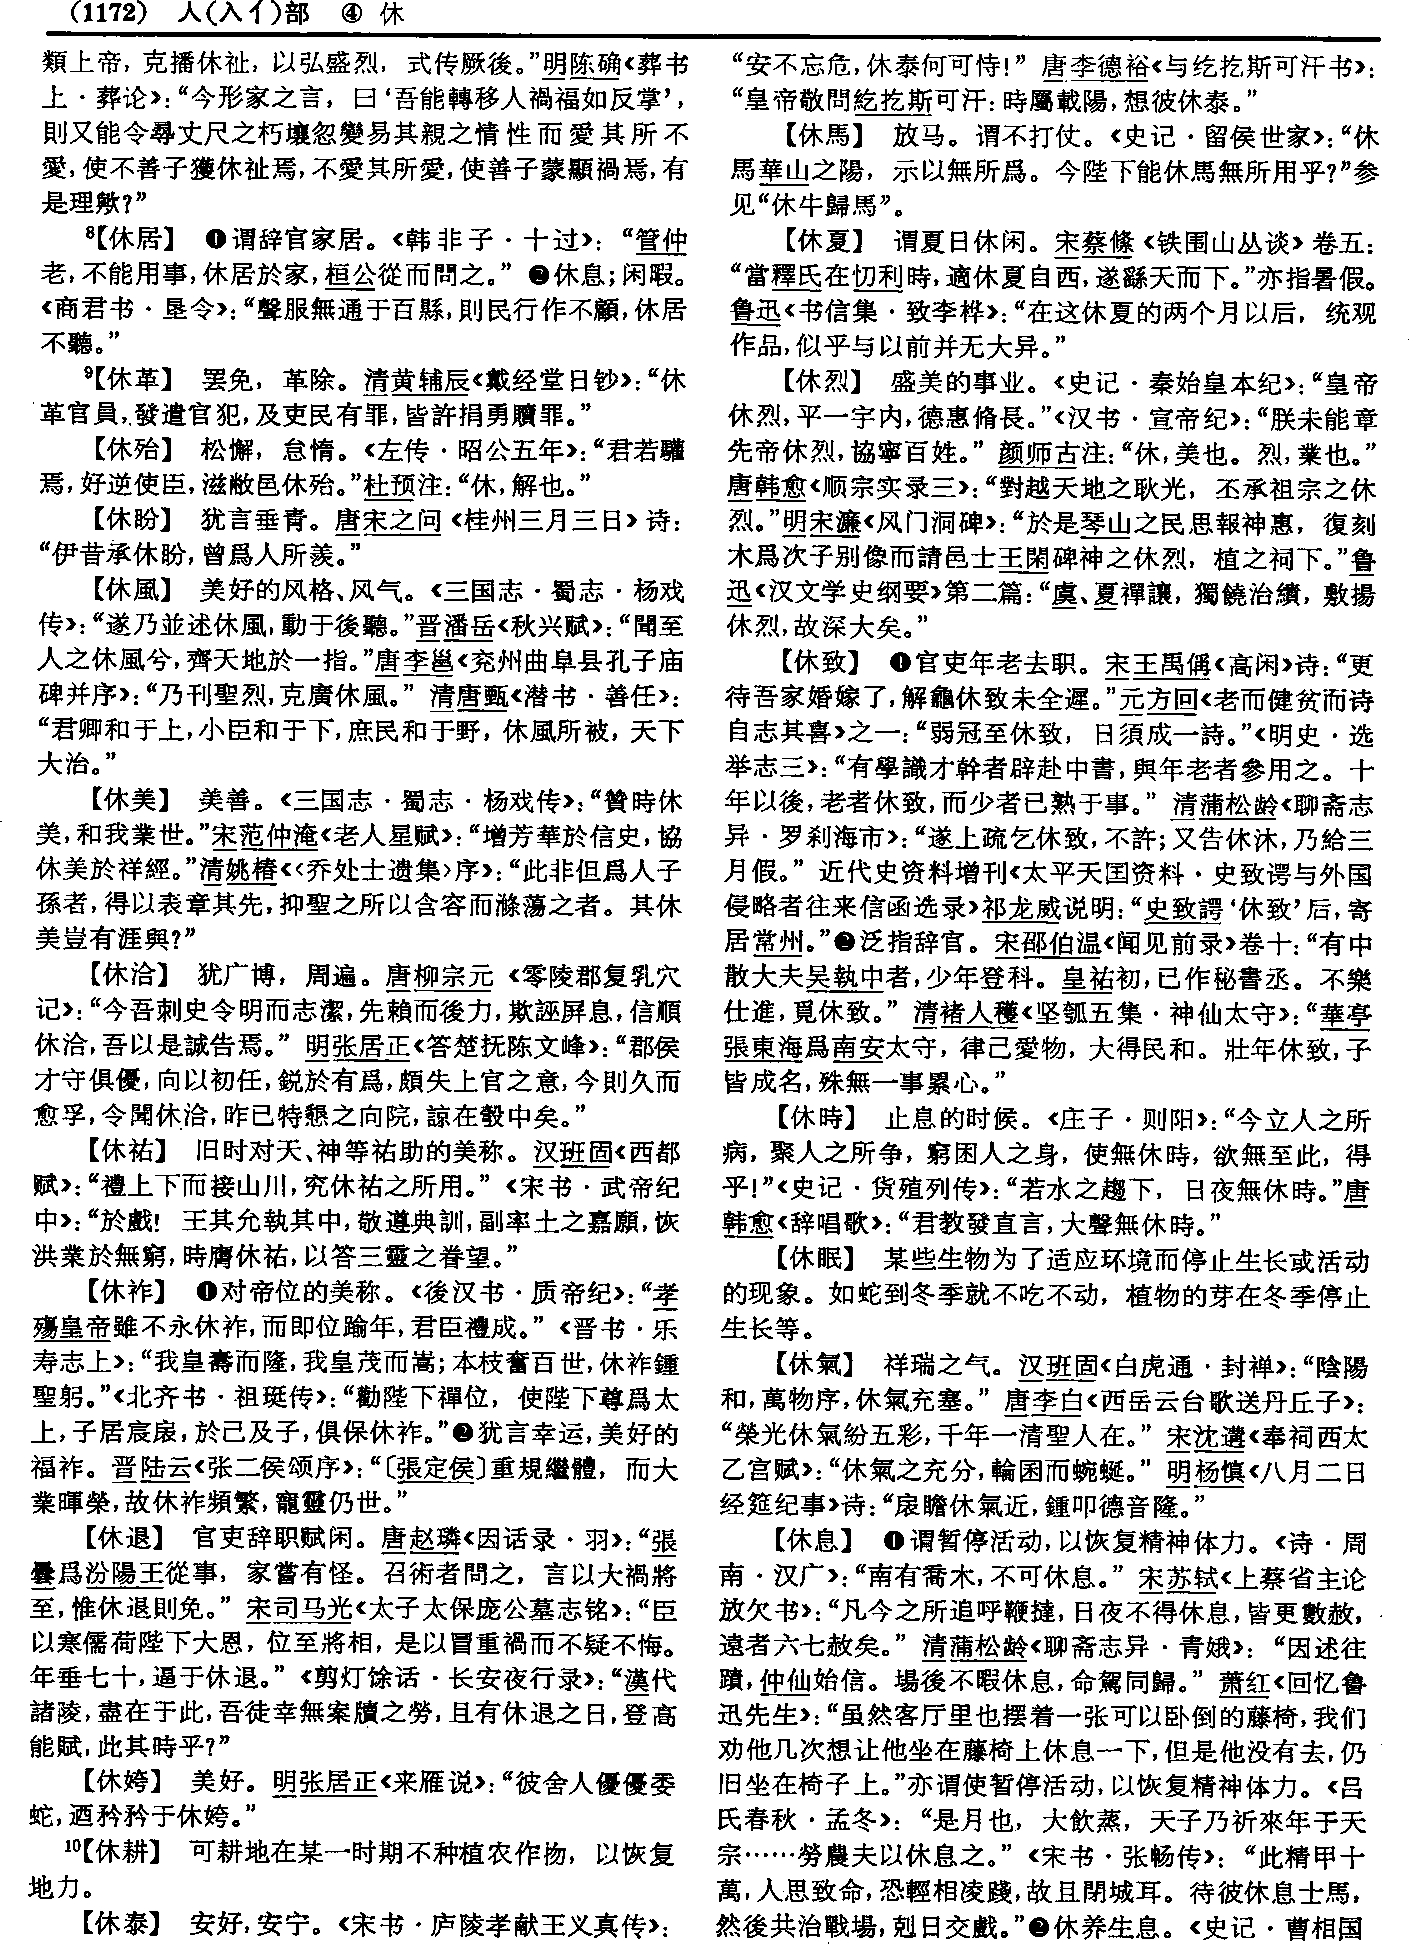 (1172) 人(入亻)部 ④ 休
類上帝，克播休祉，以弘盛烈，式传厥後。”明陈确《葬书
上·葬论》：“今形家之言，曰‘吾能轉移人禍福如反掌’，
則又能令尋丈尺之朽壤忽變易其親之情性而愛其所不
愛，使不善子獲休祉焉，不愛其所愛，使善子蒙顯禍焉，有
是理歟？”
⁸【休居】 ❶谓辞官家居。《韩非子·十过》：“管仲
老，不能用事，休居於家，桓公從而問之。”❷休息；闲暇。
《商君书·垦令》：“聲服無通于百縣，則民行作不顧，休居
不聽。”
⁹【休革】 罢免，革除。清黄辅辰《戴经堂日钞》：“休
革官員，發遣官犯，及吏民有罪，皆許捐勇贖罪。”
【休殆】 松懈，怠惰。《左传·昭公五年》：“君若驩
焉，好逆使臣，滋敝邑休殆。”杜预注：“休，解也。”
【休盼】 犹言垂青。唐宋之问《桂州三月三日》诗：
“伊昔承休盼，曾爲人所羡。”
【休風】 美好的风格、风气。《三国志·蜀志·杨戏
传》：“遂乃並述休風，動于後聽。”晋潘岳《秋兴赋》：“聞至
人之休風兮，齊天地於一指。”唐李邕《兖州曲阜县孔子庙
碑并序》：“乃刊聖烈，克廣休風。”清唐甄《潜书·善任》：
“君卿和于上，小臣和于下，庶民和于野，休風所被，天下
大治。”
【休美】 美善。《三国志·蜀志·杨戏传》：“贊時休
美，和我業世。”宋范仲淹《老人星赋》：“增芳華於信史，協
休美於祥經。”清姚椿《〈乔处士遗集〉序》：“此非但爲人子
孫者，得以表章其先，抑聖之所以含容而滌蕩之者。其休
美豈有涯與？”
【休洽】 犹广博，周遍。唐柳宗元《零陵郡复乳穴
记》：“今吾刺史令明而志潔，先賴而後力，欺誣屏息，信順
休洽，吾以是誠告焉。”明张居正《答楚抚陈文峰》：“郡侯
才守俱優，向以初任，鋭於有爲，頗失上官之意，今則久而
愈孚，令聞休洽，昨已特懇之向院，諒在彀中矣。”
【休祐】 旧时对天、神等祐助的美称。汉班固《西都
赋》：“禮上下而接山川，究休祐之所用。”《宋书·武帝纪
中》：“於戲！王其允執其中，敬遵典訓，副率土之嘉願，恢
洪業於無窮，時膺休祐，以答三靈之眷望。”
【休祚】 ❶对帝位的美称。《後汉书·质帝纪》：“孝
殤皇帝雖不永休祚，而即位踰年，君臣禮成。”《晋书·乐
寿志上》：“我皇壽而隆，我皇茂而嵩；本枝奮百世，休祚鍾
聖躬。”《北齐书·祖珽传》：“勸陛下禪位，使陛下尊爲太
上，子居宸扆，於己及子，俱保休祚。”❷犹言幸运，美好的
福祚。晋陆云《张二侯颂序》：“〔張定侯〕重規繼體，而大
業暉榮，故休祚頻繁，寵靈仍世。”
【休退】 官吏辞职赋闲。唐赵璘《因话录·羽》：“張
曇爲汾陽王從事，家嘗有怪。召術者問之，言以大禍將
至，惟休退則免。”宋司马光《太子太保庞公墓志铭》：“臣
以寒儒荷陛下大恩，位至將相，是以冒重禍而不疑不悔。
年垂七十，逼于休退。”《剪灯馀话·长安夜行录》：“漢代
諸陵，盡在于此，吾徒幸無案牘之勞，且有休退之日，登高
能賦，此其時乎？”
【休姱】 美好。明张居正《来雁说》：“彼舍人優優委
蛇，迺矜矜于休姱。”
¹⁰【休耕】 可耕地在某一时期不种植农作物，以恢复
地力。
【休泰】 安好，安宁。《宋书·庐陵孝献王义真传》：
“安不忘危，休泰何可恃！”唐李德裕《与纥扢斯可汗书》：
“皇帝敬問紇扢斯可汗：時屬載陽，想彼休泰。”
【休馬】 放马。谓不打仗。《史记·留侯世家》：“休
馬華山之陽，示以無所爲。今陛下能休馬無所用乎？”参
见“休牛歸馬”。
【休夏】 谓夏日休闲。宋蔡絛《铁围山丛谈》卷五：
“當釋氏在忉利時，適休夏自西，遂繇天而下。”亦指暑假。
鲁迅《书信集·致李桦》：“在这休夏的两个月以后，统观
作品，似乎与以前并无大异。”
【休烈】 盛美的事业。《史记·秦始皇本纪》：“皇帝
休烈，平一宇内，德惠脩長。”《汉书·宣帝纪》：“朕未能章
先帝休烈，協寧百姓。”颜师古注：“休，美也。烈，業也。”
唐韩愈《顺宗实录三》：“對越天地之耿光，丕承祖宗之休
烈。”明宋濂《风门洞碑》：“於是琴山之民思報神惠，復刻
木爲次子别像而請邑士王閑碑神之休烈，植之祠下。”鲁
迅《汉文学史纲要》第二篇：“虞、夏禪讓，獨饒治績，敷揚
休烈，故深大矣。”
【休致】 ❶官吏年老去职。宋王禹偁《高闲》诗：“更
待吾家婚嫁了，解龜休致未全遲。”元方回《老而健贫而诗
自志其喜》之一：“弱冠至休致，日須成一詩。”《明史·选
举志三》：“有學識才幹者辟赴中書，與年老者參用之。十
年以後，老者休致，而少者已熟于事。”清蒲松龄《聊斋志
异·罗刹海市》：“遂上疏乞休致，不許；又告休沐，乃給三
月假。”近代史资料增刊《太平天囯资料·史致谔与外国
侵略者往来信函选录》祁龙威说明：“史致諤‘休致’后，寄
居常州。”❷泛指辞官。宋邵伯温《闻见前录》卷十：“有中
散大夫吴執中者，少年登科。皇祐初，已作秘書丞。不樂
仕進，覓休致。”清褚人穫《坚瓠五集·神仙太守》：“華亭
張東海爲南安太守，律己愛物，大得民和。壯年休致，子
皆成名，殊無一事累心。”
【休時】 止息的时候。《庄子·则阳》：“今立人之所
病，聚人之所争，窮困人之身，使無休時，欲無至此，得
乎！”《史记·货殖列传》：“若水之趨下，日夜無休時。”唐
韩愈《辞唱歌》：“君教發直言，大聲無休時。”
【休眠】 某些生物为了适应环境而停止生长或活动
的现象。如蛇到冬季就不吃不动，植物的芽在冬季停止
生长等。
【休氣】 祥瑞之气。汉班固《白虎通·封禅》：“陰陽
和，萬物序，休氣充塞。”唐李白《西岳云台歌送丹丘子》：
“榮光休氣紛五彩，千年一清聖人在。”宋沈遘《奉祠西太
乙宫赋》：“休氣之充分，輪囷而蜿蜒。”明杨慎《八月二日
经筵纪事》诗：“扆瞻休氣近，鍾叩德音隆。”
【休息】 ❶谓暂停活动，以恢复精神体力。《诗·周
南·汉广》：“南有喬木，不可休息。”宋苏轼《上蔡省主论
放欠书》：“凡今之所追呼鞭撻，日夜不得休息，皆更數赦，
遠者六七赦矣。”清蒲松龄《聊斋志异·青娥》：“因述往
蹟，仲仙始信。場後不暇休息，命駕同歸。”萧红《回忆鲁
迅先生》：“虽然客厅里也摆着一张可以卧倒的藤椅，我们
劝他几次想让他坐在藤椅上休息一下，但是他没有去，仍
旧坐在椅子上。”亦谓使暂停活动，以恢复精神体力。《吕
氏春秋·孟冬》：“是月也，大飲蒸，天子乃祈來年于天
宗……勞農夫以休息之。”《宋书·张畅传》：“此精甲十
萬，人思致命，恐輕相凌踐，故且閉城耳。待彼休息士馬，
然後共治戰場，剋日交戲。”❷休养生息。《史记·曹相国